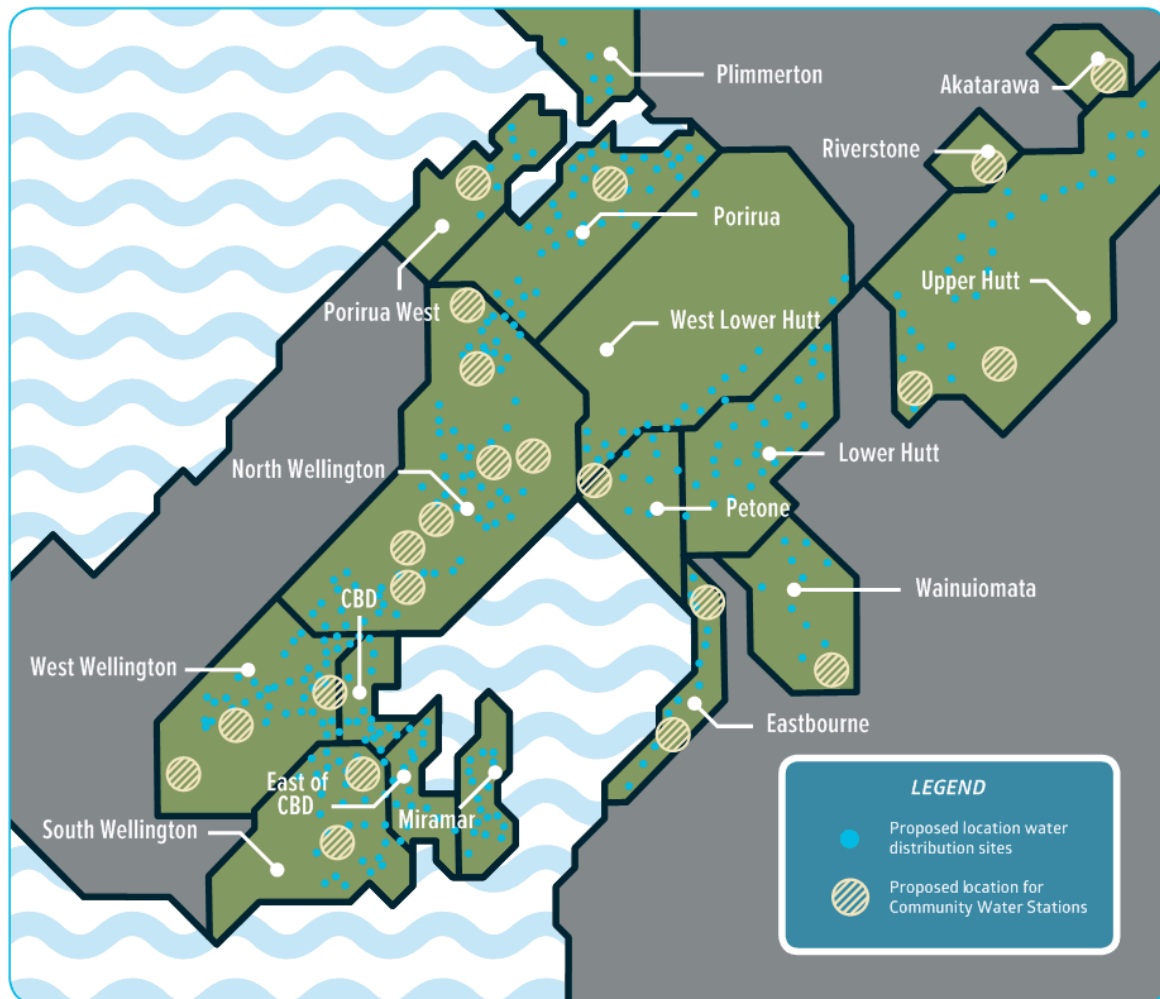 Plimmerton
Akatarawa
Riverstone
Porirua
Upper Hutt
Porirua West
West Lower Hutt
Lower Hutt
North Wellington
Petone
Wainuiomata
CBD
West Wellington
Eastbourne
East of
CBD
Miramar
South Wellington
LEGEND
Proposed location water
distribution sites
Proposed location for
Community Water Stations